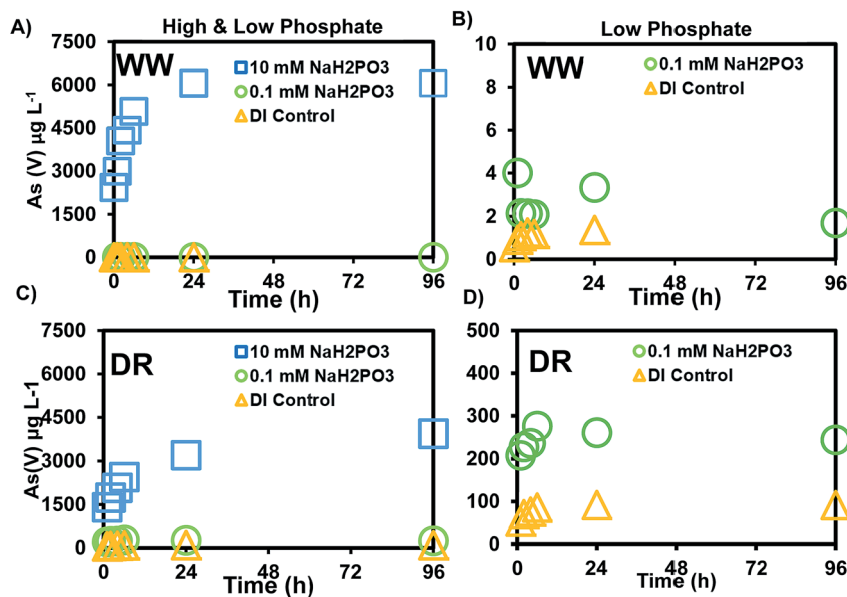 A)
High & Low Phosphate
7500
6000
4500
3000
1500
0
As (V) µg L-1
WW
10 mM NaH2PO3
0.1 mM NaH2PO3
DI Control
0 24 48 72 96
Time (h)
B)
Low Phosphate
10
8
6
4
2
0
WW
0.1 mM NaH2PO3
DI Control
0 24 48 72 96
Time (h)
C)
7500
6000
4500
3000
1500
0
As(V) µg L-1
DR
10 mM NaH2PO3
0.1 mM NaH2PO3
DI Control
0 24 48 72 96
Time (h)
D)
500
400
300
200
100
0
DR
0.1 mM NaH2PO3
DI Control
0 24 48 72 96
Time (h)